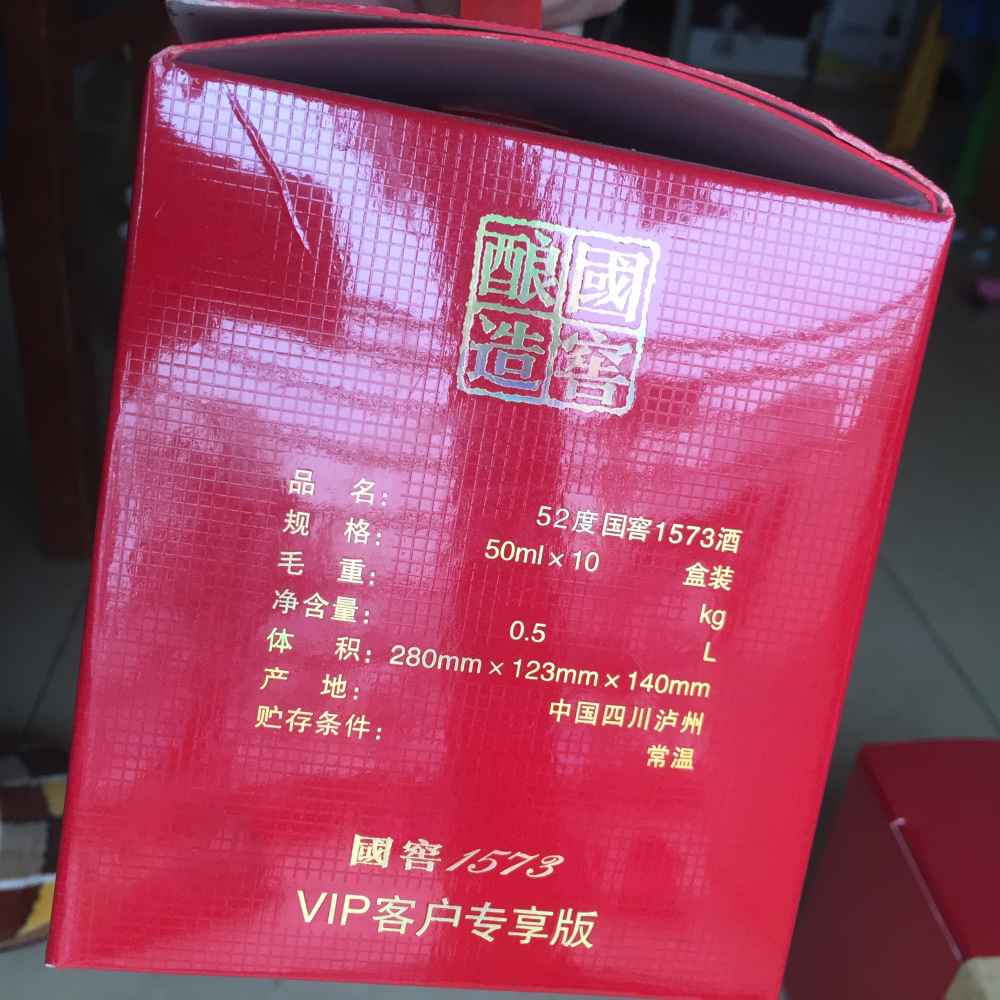 國窖
酿造
品名： 52度国窖1573酒
规格： 50ml×10 盒装
毛重： kg
净含量： 0.5 L
体积： 280mm×123mm×140mm
产地： 中国四川泸州
贮存条件： 常温
國窖1573
VIP客户专享版